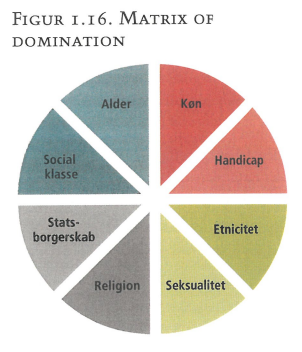 FIGUR 1.16. MATRIX OF
DOMINATION
Alder
Køn
Social
klasse
Handicap
Stats-
borgerskab
Etnicitet
Religion
Seksualitet